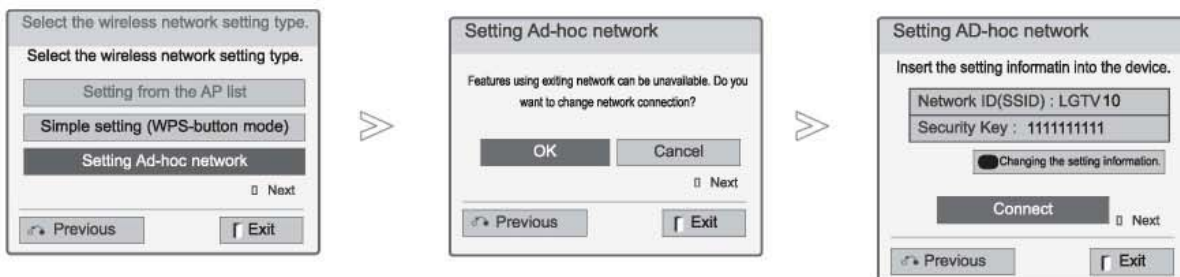 Select the wireless network setting type.
Select the wireless network setting type.
Setting from the AP list
Simple setting (WPS-button mode)
Setting Ad-hoc network
Next
Previous
Exit
Setting Ad-hoc network
Features using exiting network can be unavailable. Do you
want to change network connection?
OK
Cancel
Next
Previous
Exit
Setting AD-hoc network
Insert the setting informatin into the device.
Network ID(SSID) : LGTV10
Security Key : 1111111111
Changing the setting information.
Connect
Next
Previous
Exit